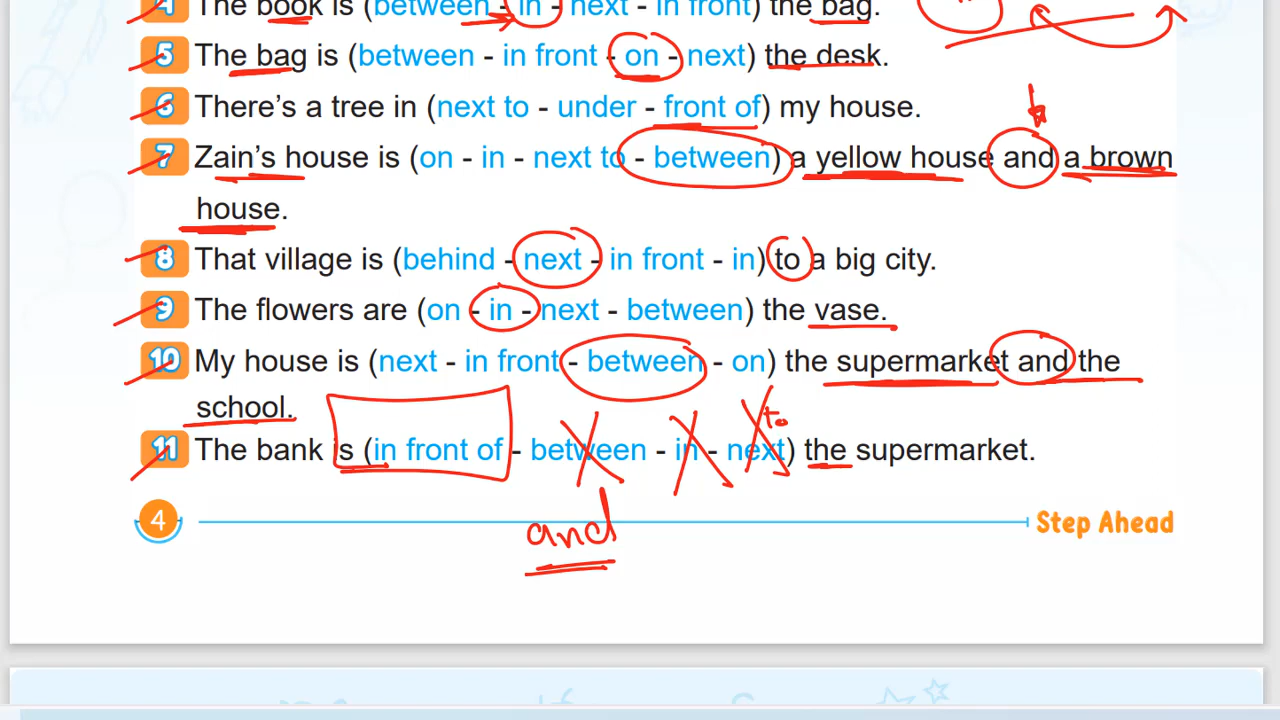 4 The book is (between - in - next - in front) the bag.
5 The bag is (between - in front - on - next) the desk.
6 There's a tree in (next to - under - front of) my house.
7 Zain's house is (on - in - next to - between) a yellow house and a brown
house.
8 That village is (behind - next - in front - in) to a big city.
9 The flowers are (on - in - next - between) the vase.
10 My house is (next - in front - between - on) the supermarket and the
school.
to
11 The bank is (in front of - between - in - next) the supermarket.
4 Step Ahead
and